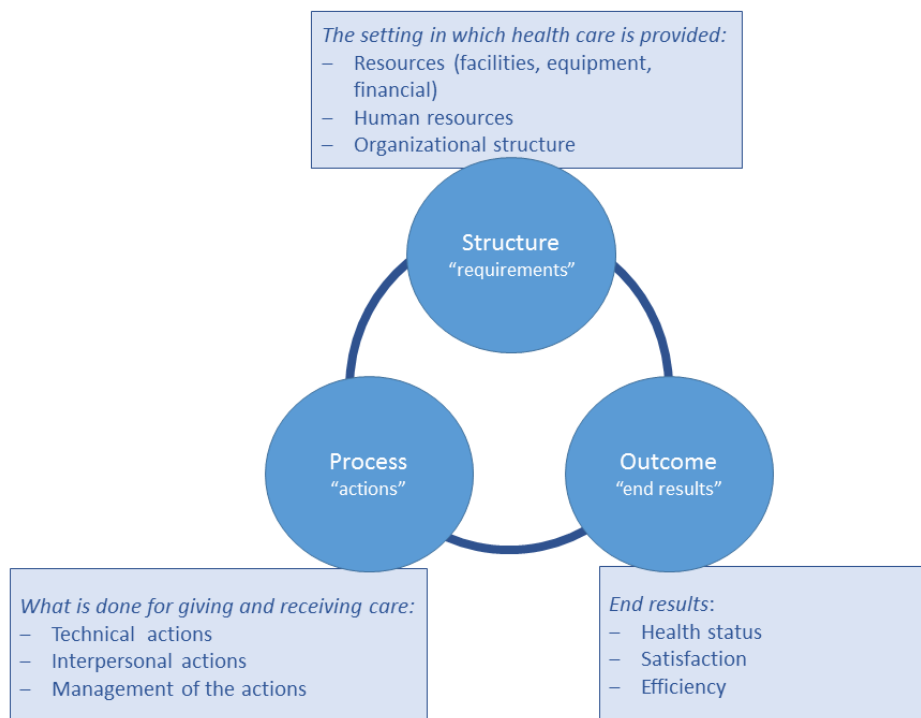 The setting in which health care is provided:
– Resources (facilities, equipment,
financial)
– Human resources
– Organizational structure
Structure
“requirements”
Process
“actions”
Outcome
“end results”
What is done for giving and receiving care:
– Technical actions
– Interpersonal actions
– Management of the actions
End results:
– Health status
– Satisfaction
– Efficiency